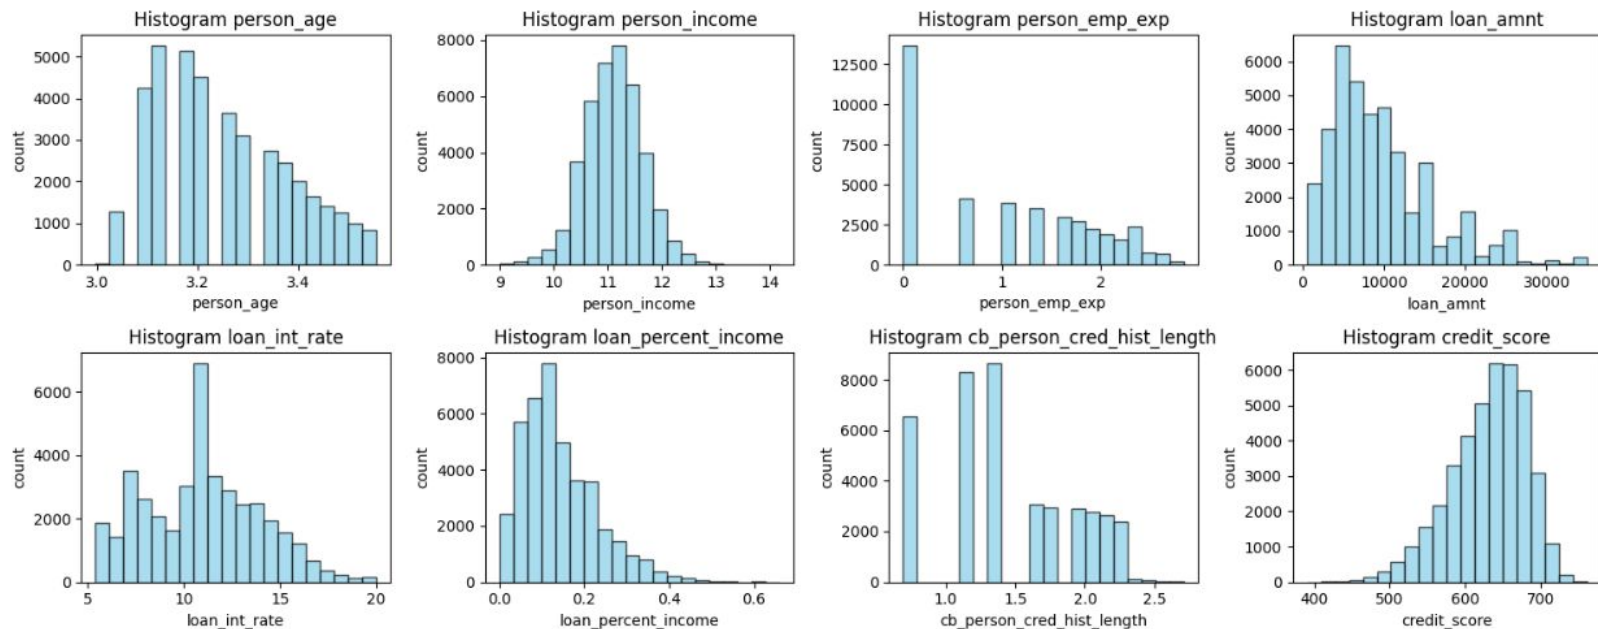 Histogram person_age
Histogram person_income
Histogram person_emp_exp
Histogram loan_amnt
count
5000
4000
3000
2000
1000
0
3.0 3.2 3.4
person_age
count
8000
6000
4000
2000
0
9 10 11 12 13 14
person_income
count
12500
10000
7500
5000
2500
0
0 1 2
person_emp_exp
count
6000
5000
4000
3000
2000
1000
0
0 10000 20000 30000
loan_amnt
Histogram loan_int_rate
Histogram loan_percent_income
Histogram cb_person_cred_hist_length
Histogram credit_score
count
6000
4000
2000
0
5 10 15 20
loan_int_rate
count
8000
6000
4000
2000
0
0.0 0.2 0.4 0.6
loan_percent_income
count
8000
6000
4000
2000
0
1.0 1.5 2.0 2.5
cb_person_cred_hist_length
count
6000
5000
4000
3000
2000
1000
0
400 500 600 700
credit_score